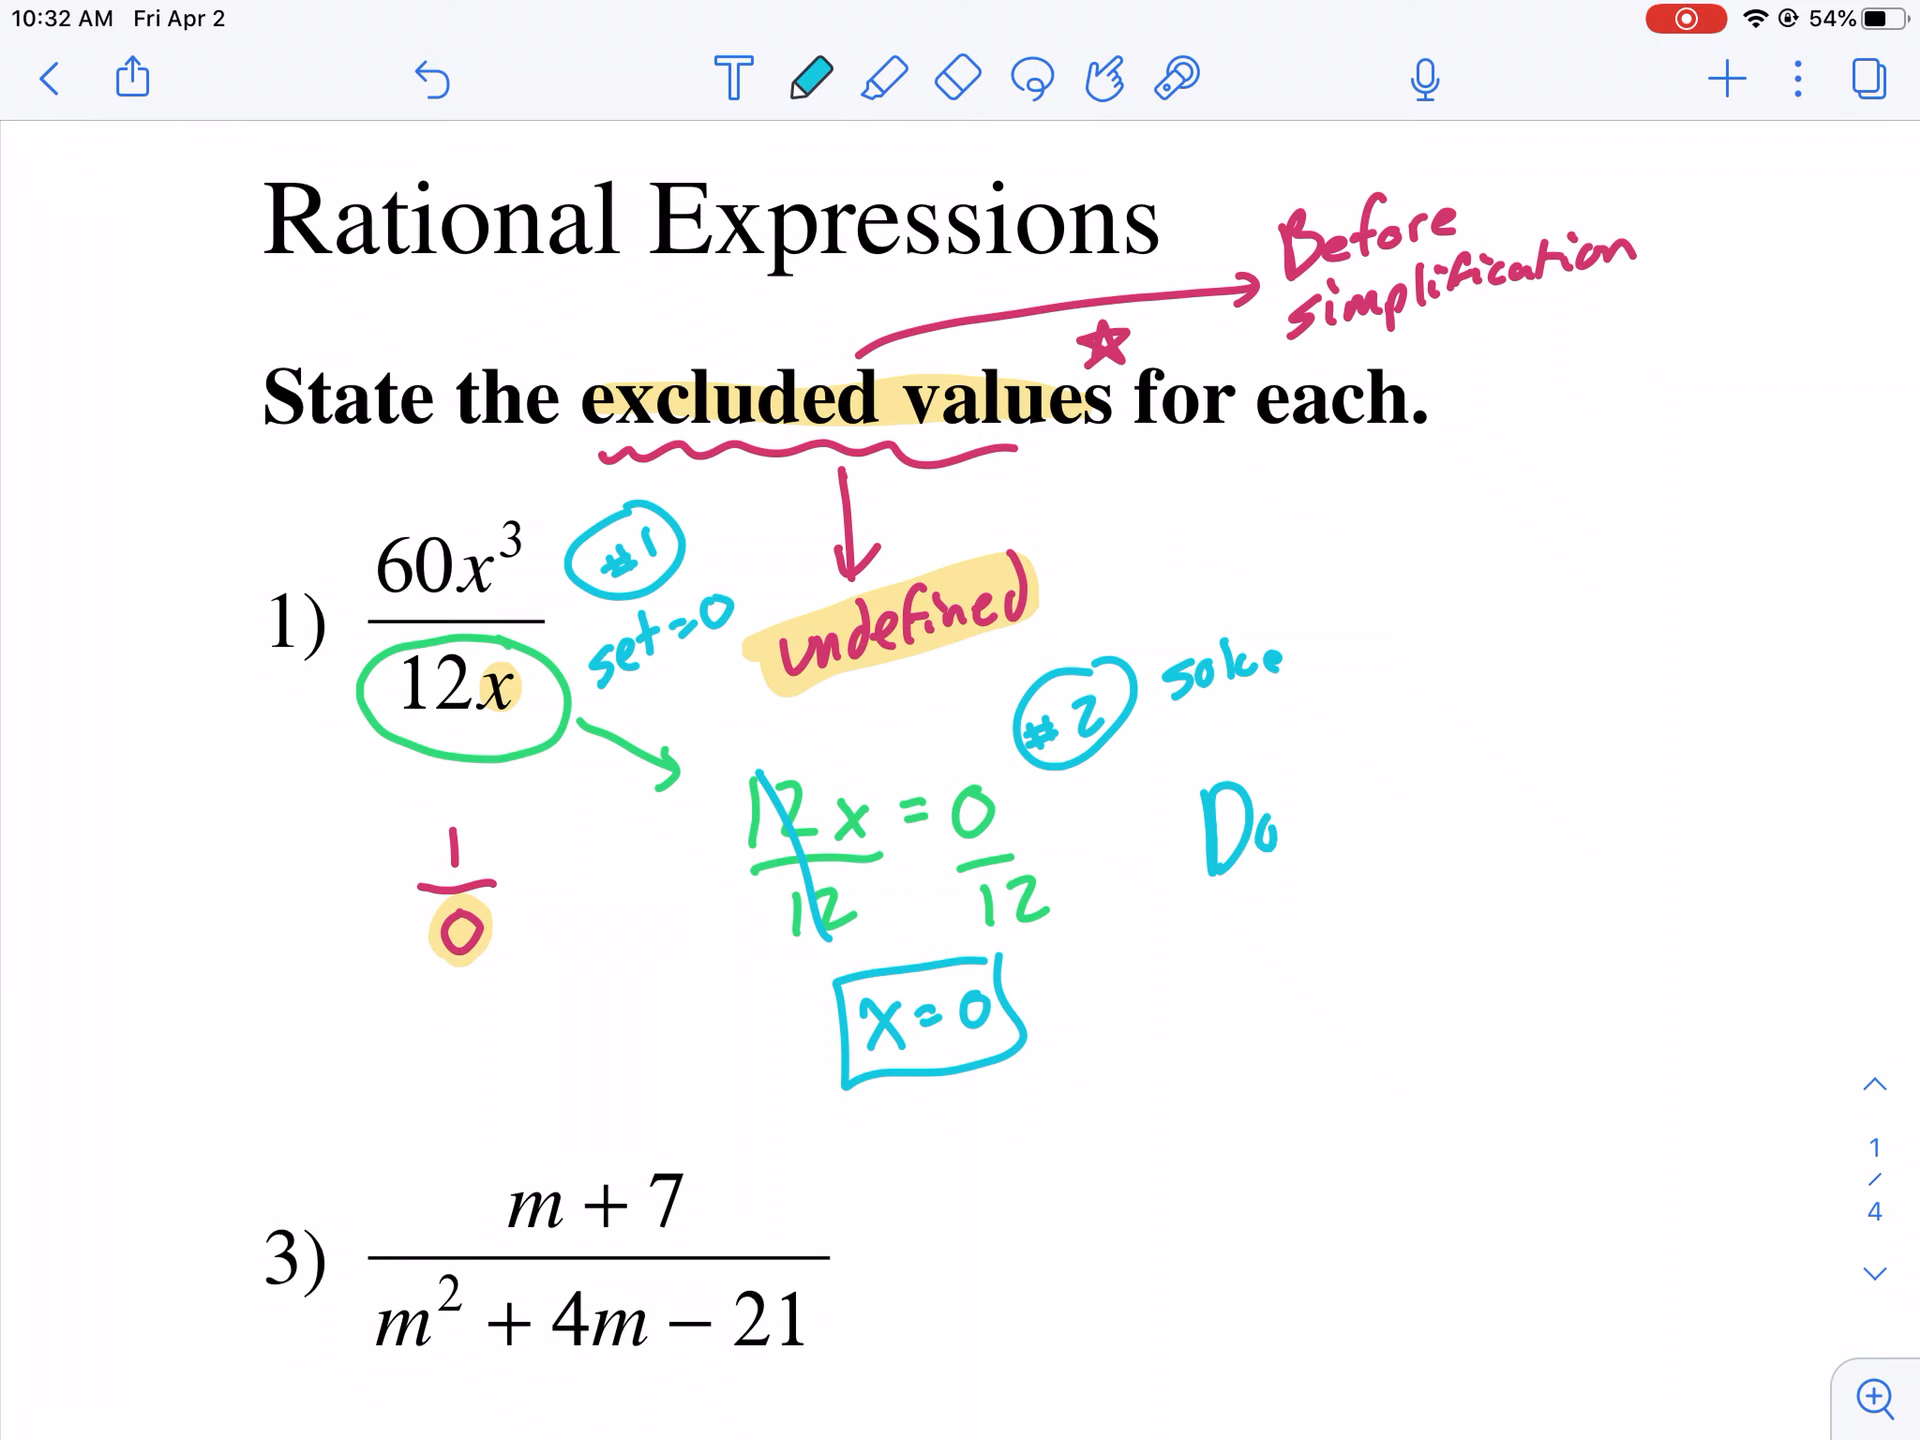 10:32 AM Fri Apr 2
54%
Rational Expressions
Before
simplification
State the excluded values for each.
1) 60x³
12x
#1
set=0
undefined
#2 solve
12x = 0
12 12
Do
1
0
x=0
3) m + 7
m² + 4m − 21
1
/
4